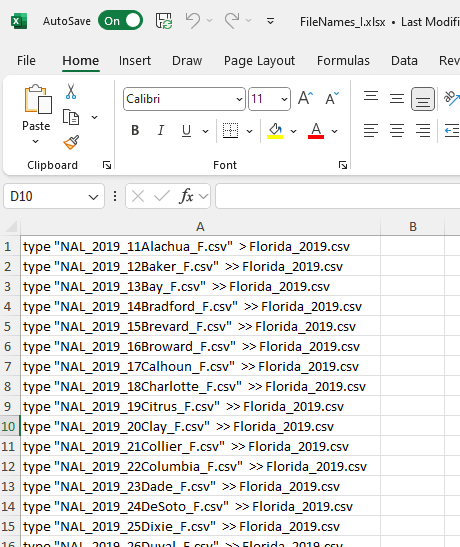 AutoSave On FileNames_I.xlsx • Last Modifi
File Home Insert Draw Page Layout Formulas Data Rev
Paste Calibri 11 A A
B I U A
Clipboard Font
D10 fx
A B
1 type "NAL_2019_11Alachua_F.csv" > Florida_2019.csv
2 type "NAL_2019_12Baker_F.csv" >> Florida_2019.csv
3 type "NAL_2019_13Bay_F.csv" >> Florida_2019.csv
4 type "NAL_2019_14Bradford_F.csv" >> Florida_2019.csv
5 type "NAL_2019_15Brevard_F.csv" >> Florida_2019.csv
6 type "NAL_2019_16Broward_F.csv" >> Florida_2019.csv
7 type "NAL_2019_17Calhoun_F.csv" >> Florida_2019.csv
8 type "NAL_2019_18Charlotte_F.csv" >> Florida_2019.csv
9 type "NAL_2019_19Citrus_F.csv" >> Florida_2019.csv
10 type "NAL_2019_20Clay_F.csv" >> Florida_2019.csv
11 type "NAL_2019_21Collier_F.csv" >> Florida_2019.csv
12 type "NAL_2019_22Columbia_F.csv" >> Florida_2019.csv
13 type "NAL_2019_23Dade_F.csv" >> Florida_2019.csv
14 type "NAL_2019_24DeSoto_F.csv" >> Florida_2019.csv
15 type "NAL_2019_25Dixie_F.csv" >> Florida_2019.csv
16 type "NAL_2019_26Duval_F.csv" >> Florida_2019.csv